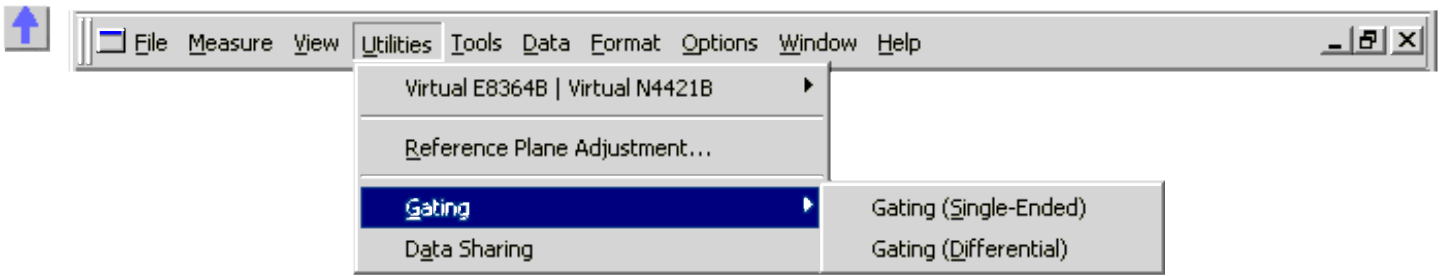 File Measure View Utilities Tools Data Format Options Window Help
Virtual E8364B | Virtual N4421B
Reference Plane Adjustment...
Gating
Gating (Single-Ended)
Data Sharing
Gating (Differential)